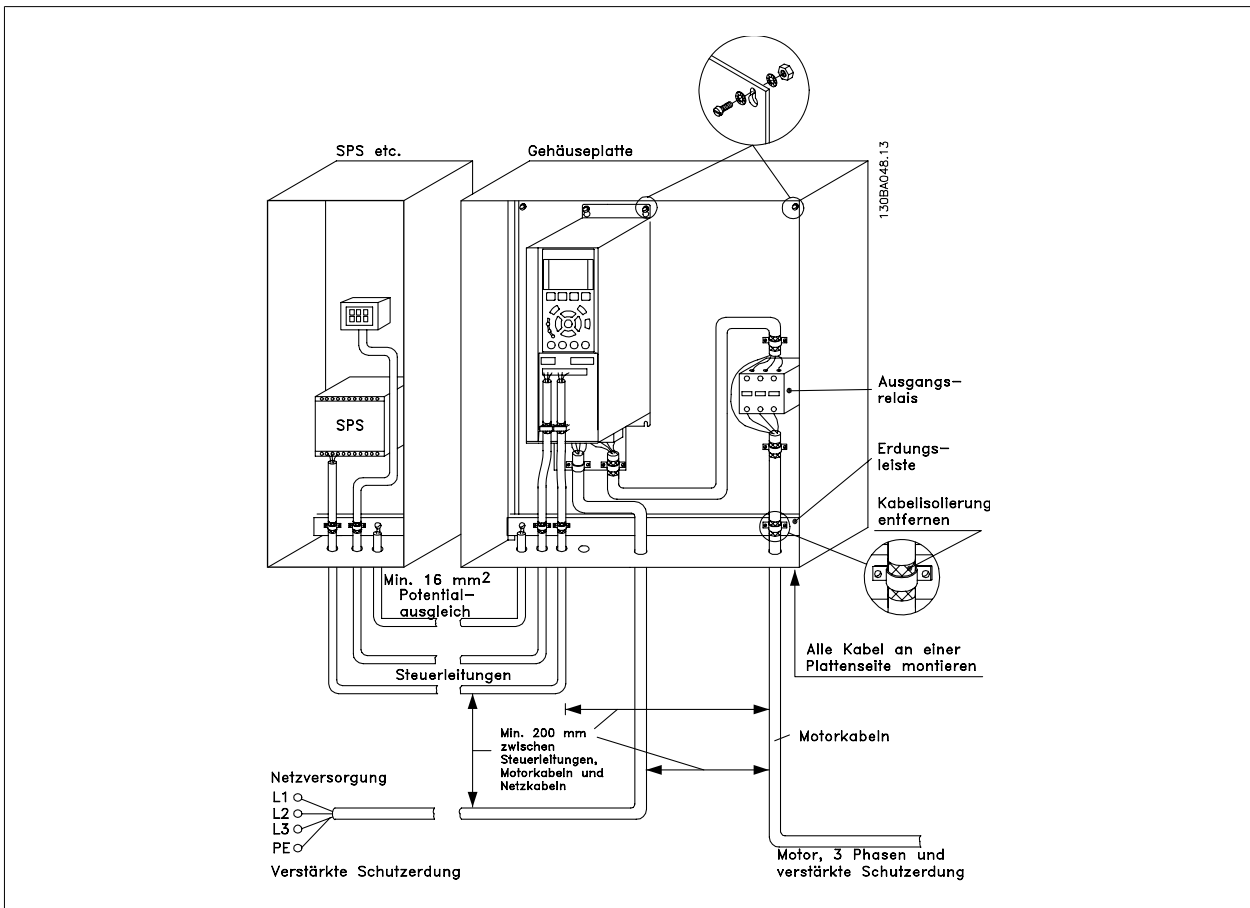 SPS etc.
Gehäuseplatte
130BA048.13
SPS
Ausgangs-
relais
Erdungs-
leiste
Kabelisolierung
entfernen
Min. 16 mm²
Potential-
ausgleich
Alle Kabel an einer
Plattenseite montieren
Steuerleitungen
Min. 200 mm
zwischen
Steuerleitungen,
Motorkabeln und
Netzkabeln
Motorkabeln
Netzversorgung
L1
L2
L3
PE
Verstärkte Schutzerdung
Motor, 3 Phasen und
verstärkte Schutzerdung